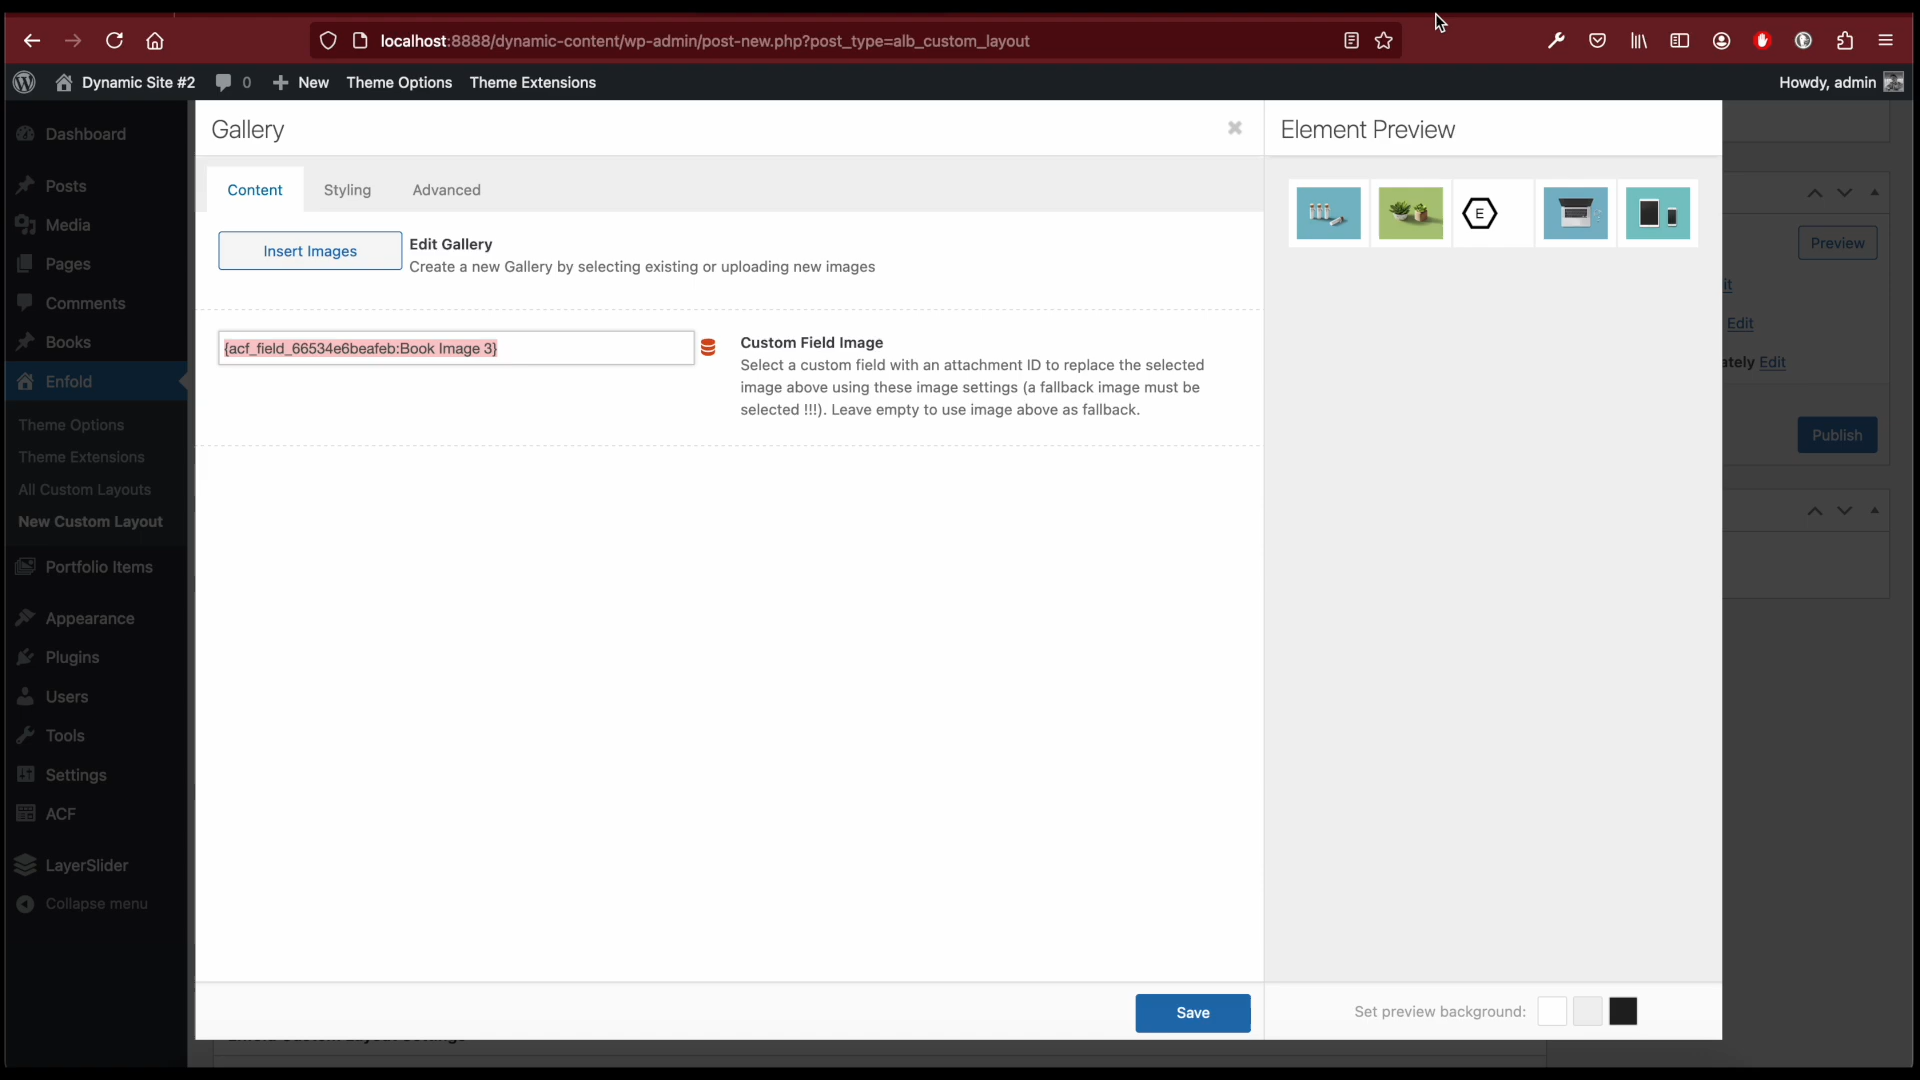 localhost:8888/dynamic-content/wp-admin/post-new.php?post_type=alb_custom_layout
Dynamic Site #2
0
New
Theme Options
Theme Extensions
Howdy, admin
Dashboard
Posts
Media
Pages
Comments
Books
Enfold
Theme Options
Theme Extensions
All Custom Layouts
New Custom Layout
Portfolio Items
Appearance
Plugins
Users
Tools
Settings
ACF
LayerSlider
Collapse menu
Gallery
Content
Styling
Advanced
Insert Images
Edit Gallery
Create a new Gallery by selecting existing or uploading new images
{acf_field_66534e6beafeb:Book Image 3}
Custom Field Image
Select a custom field with an attachment ID to replace the selected
image above using these image settings (a fallback image must be
selected !!!). Leave empty to use image above as fallback.
Save
Element Preview
E
Set preview background:
Preview
it
Edit
ately Edit
Publish